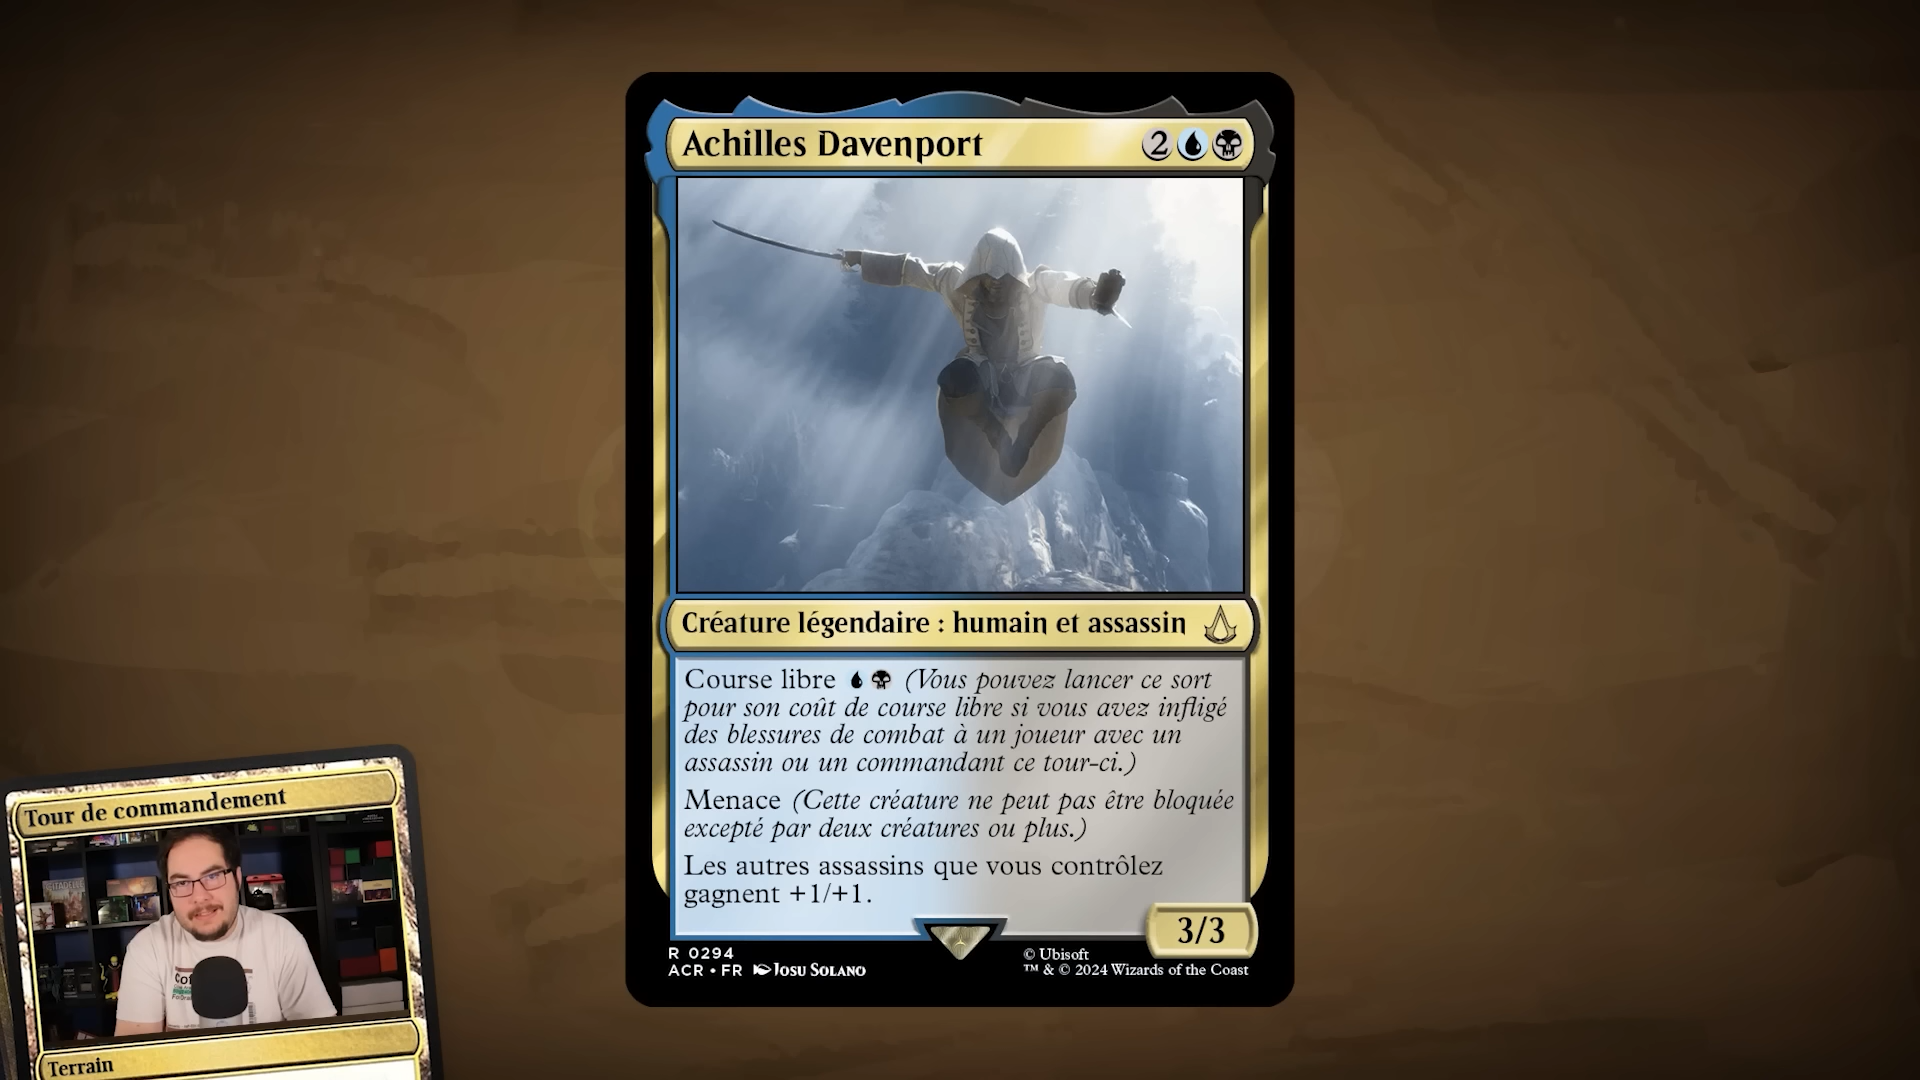 Achilles Davenport
2
Créature légendaire : humain et assassin
Course libre (Vous pouvez lancer ce sort
pour son coût de course libre si vous avez infligé
des blessures de combat à un joueur avec un
assassin ou un commandant ce tour-ci.)
Menace (Cette créature ne peut pas être bloquée
excepté par deux créatures ou plus.)
Les autres assassins que vous contrôlez
gagnent +1/+1.
3/3
R 0294
ACR • FR Josu Solano
© Ubisoft
™ & © 2024 Wizards of the Coast
Tour de commandement
Terrain